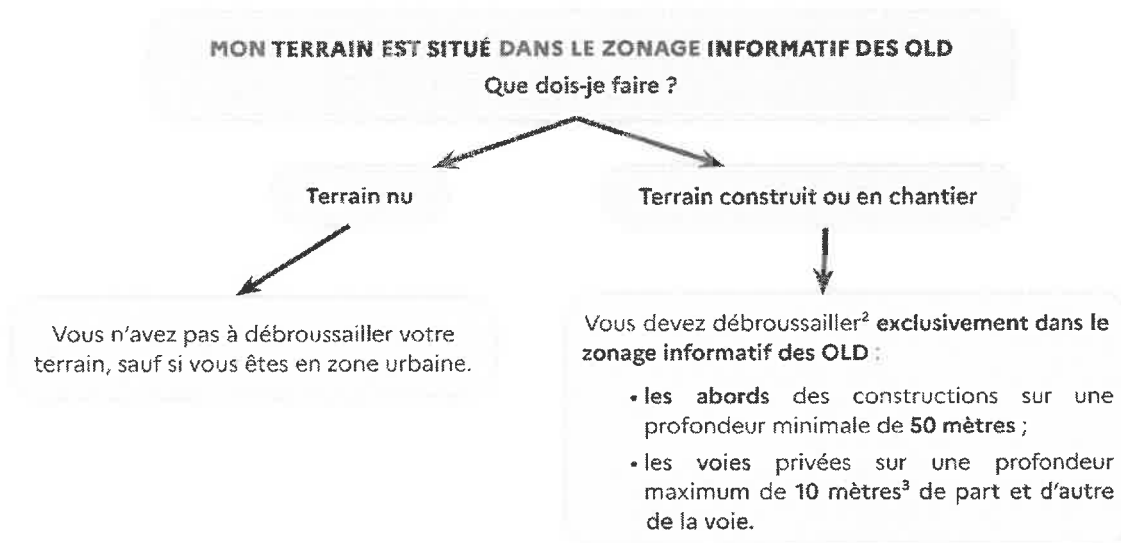 MON TERRAIN EST SITUÉ DANS LE ZONAGE INFORMATIF DES OLD
Que dois-je faire ?
Terrain nu
Terrain construit ou en chantier
Vous n'avez pas à débroussailler votre
terrain, sauf si vous êtes en zone urbaine.
Vous devez débroussailler² exclusivement dans le
zonage informatif des OLD :
• les abords des constructions sur une
profondeur minimale de 50 mètres ;
• les voies privées sur une profondeur
maximum de 10 mètres³ de part et d'autre
de la voie.